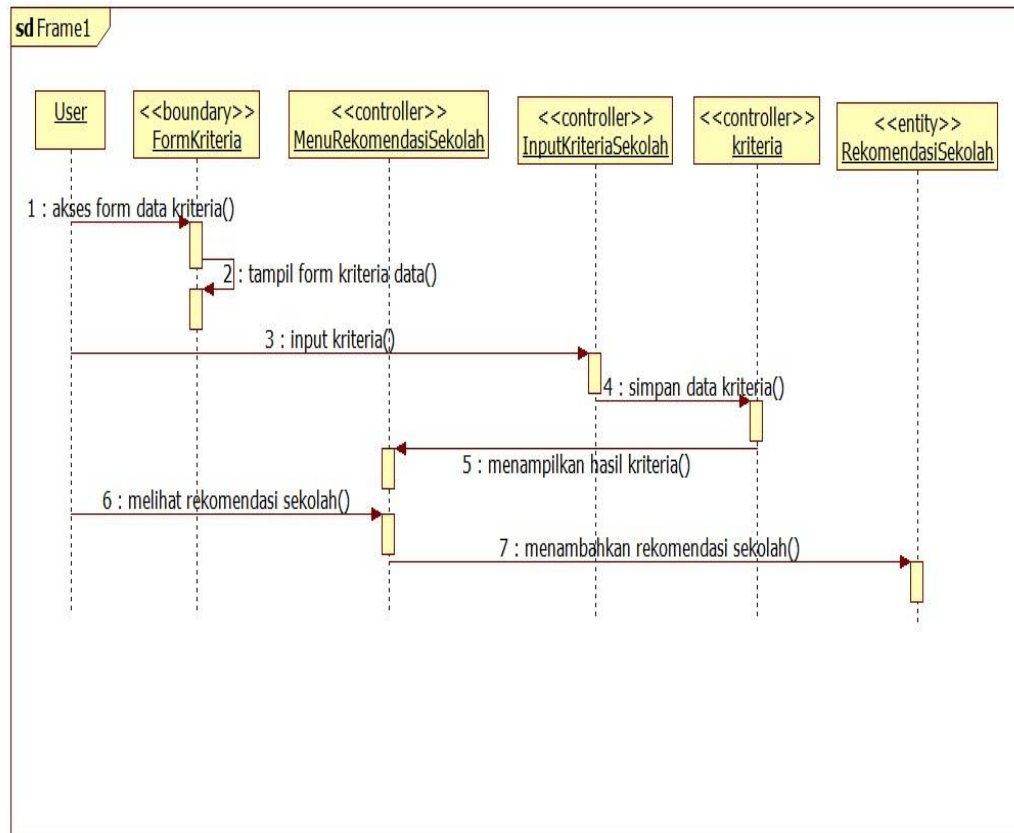 sd Frame1
User
<<boundary>>
FormKriteria
<<controller>>
MenuRekomendasiSekolah
<<controller>>
InputKriteriaSekolah
<<controller>>
kriteria
<<entity>>
RekomendasiSekolah
1 : akses form data kriteria()
2 : tampil form kriteria data()
3 : input kriteria()
4 : simpan data kriteria()
5 : menampilkan hasil kriteria()
6 : melihat rekomendasi sekolah()
7 : menambahkan rekomendasi sekolah()